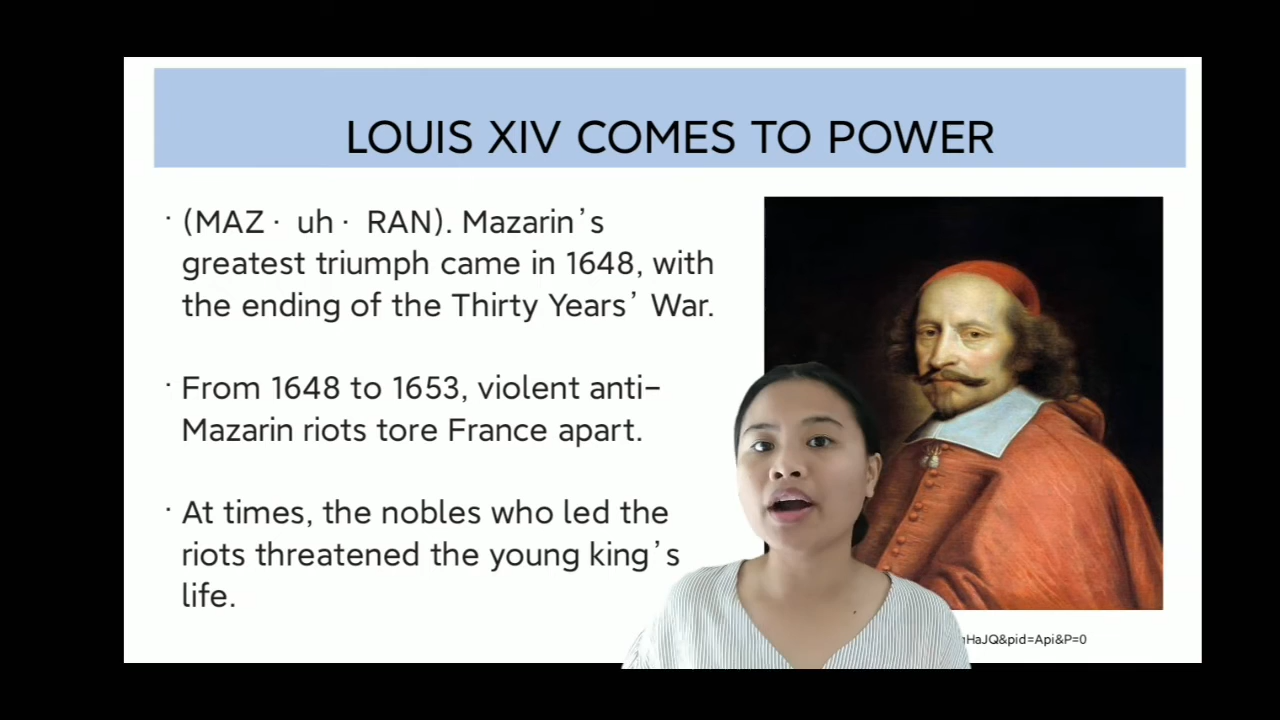 LOUIS XIV COMES TO POWER
· (MAZ · uh · RAN). Mazarin’s
greatest triumph came in 1648, with
the ending of the Thirty Years’ War.
· From 1648 to 1653, violent anti–
Mazarin riots tore France apart.
· At times, the nobles who led the
riots threatened the young king’s
life.
HaJQ&pid=Api&P=0